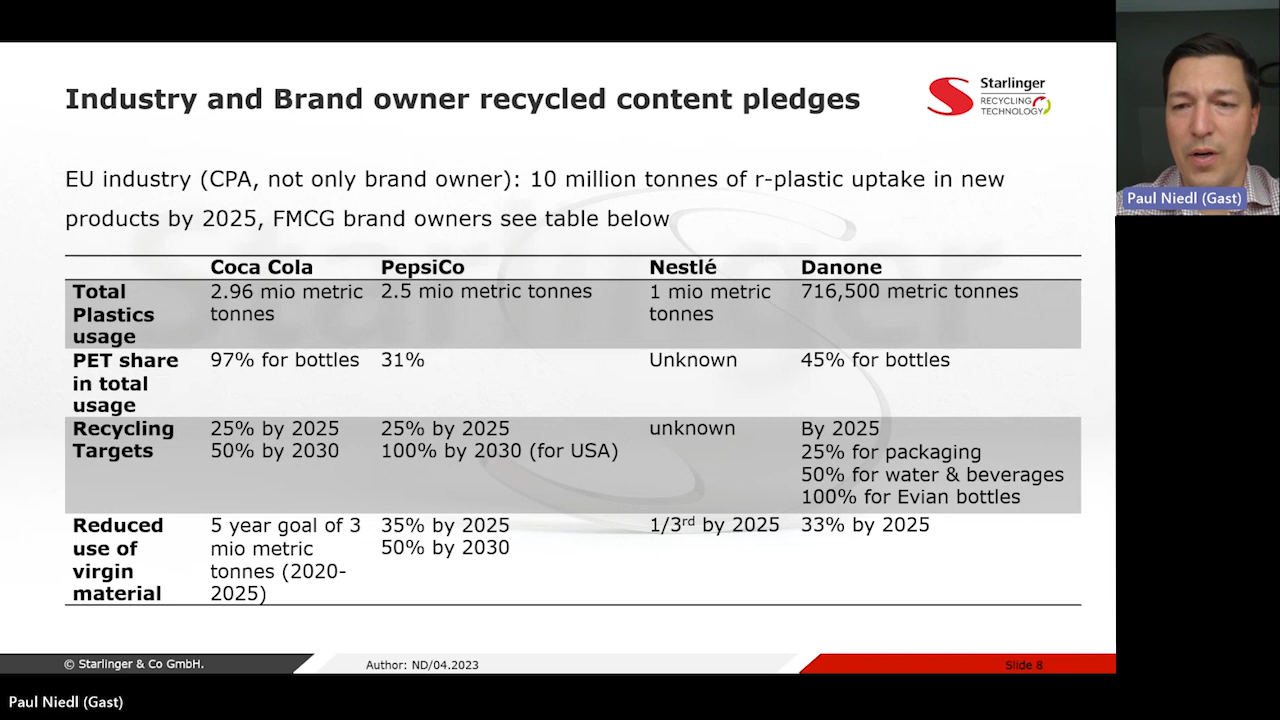 Industry and Brand owner recycled content pledges
Starlinger
RECYCLING
TECHNOLOGY
EU industry (CPA, not only brand owner): 10 million tonnes of r-plastic uptake in new
products by 2025, FMCG brand owners see table below
Coca Cola PepsiCo Nestlé Danone
Total Plastics usage 2.96 mio metric tonnes 2.5 mio metric tonnes 1 mio metric tonnes 716,500 metric tonnes
PET share in total usage 97% for bottles 31% Unknown 45% for bottles
Recycling Targets 25% by 2025 50% by 2030 25% by 2025 100% by 2030 (for USA) unknown By 2025 25% for packaging 50% for water & beverages 100% for Evian bottles
Reduced use of virgin material 5 year goal of 3 mio metric tonnes (2020-2025) 35% by 2025 50% by 2030 1/3rd by 2025 33% by 2025
© Starlinger & Co GmbH.
Author: ND/04.2023
Slide 8
Paul Niedl (Gast)
Paul Niedl (Gast)